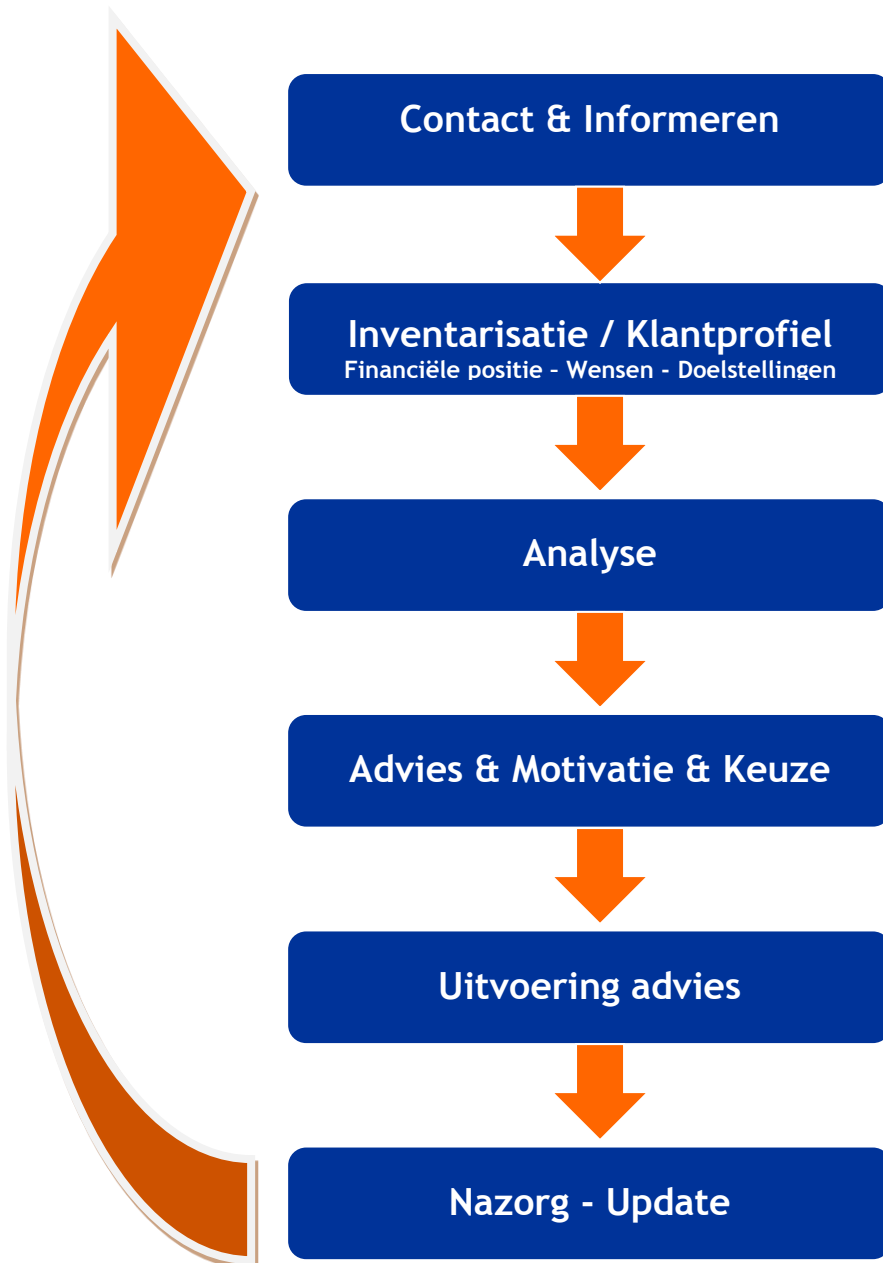 Contact & Informeren
Inventarisatie / Klantprofiel
Financiële positie - Wensen - Doelstellingen
Analyse
Advies & Motivatie & Keuze
Uitvoering advies
Nazorg - Update